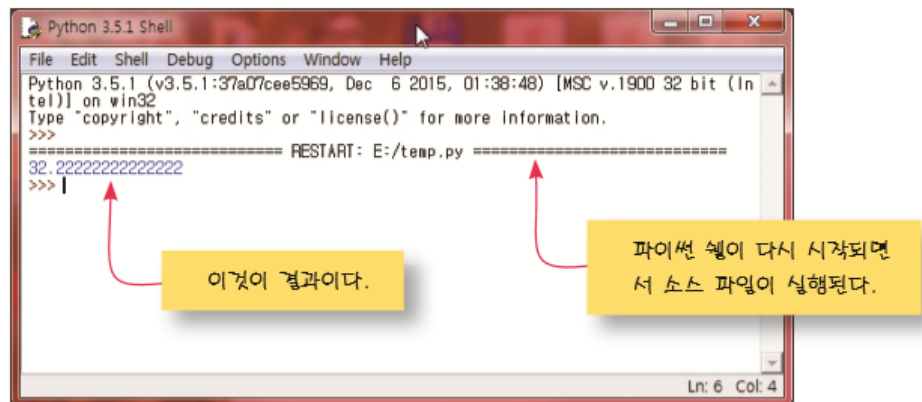 Python 3.5.1 Shell
File Edit Shell Debug Options Window Help
Python 3.5.1 (v3.5.1:37a07cee5969, Dec 6 2015, 01:38:48) [MSC v.1900 32 bit (In
tel)] on win32
Type "copyright", "credits" or "license()" for more information.
>>>
============================ RESTART: E:/temp.py ============================
32.22222222222222
>>>
이것이 결과이다.
파이썬 쉘이 다시 시작되면
서 소스 파일이 실행된다.
Ln: 6 Col: 4